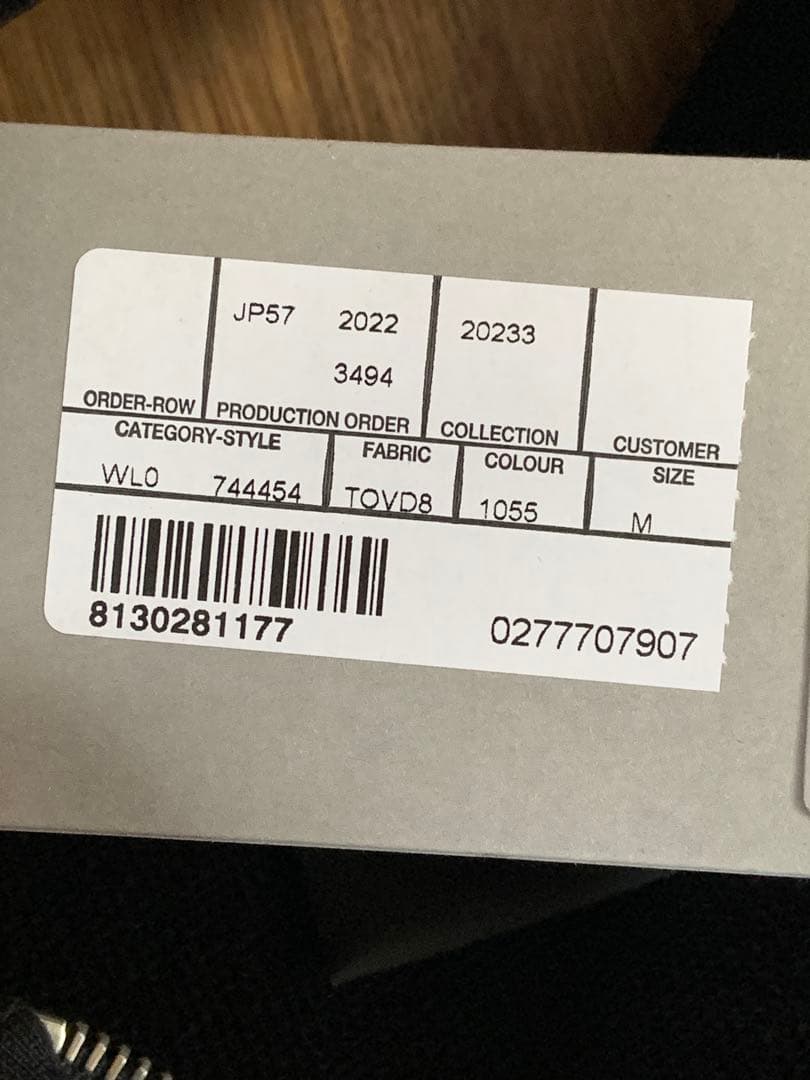 JP57 2022 20233
3494
ORDER-ROW PRODUCTION ORDER COLLECTION CUSTOMER
CATEGORY-STYLE FABRIC COLOUR SIZE
WL0 744454 TOVD8 1055 M
8130281177 0277707907